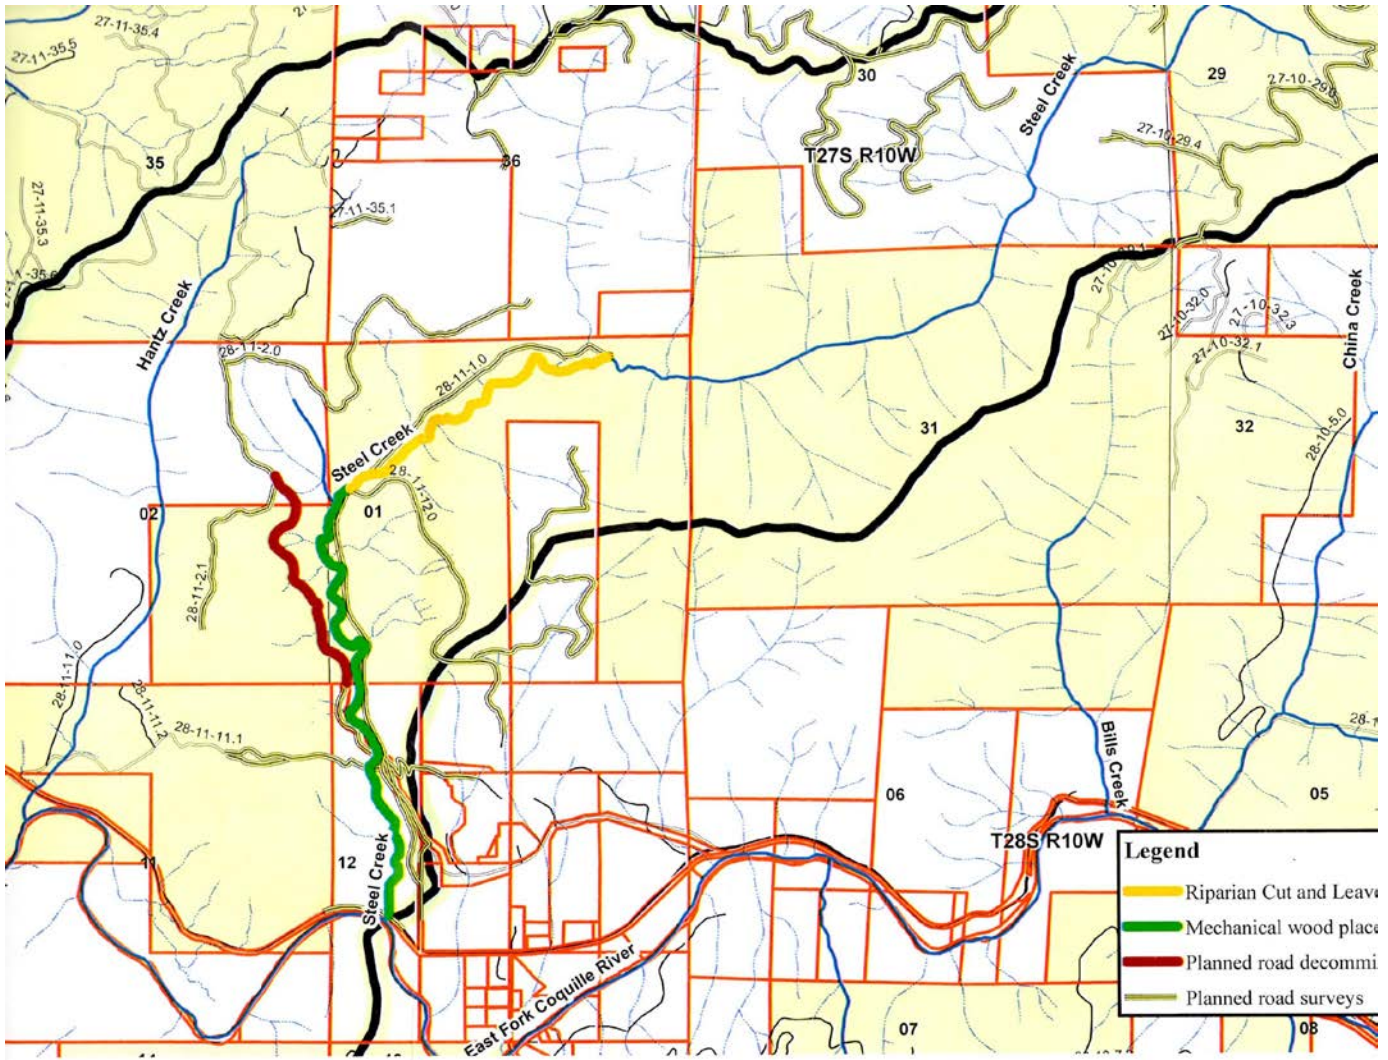 27-11-35.5
27-11-35.4
30
29
27-10-29.0
Steel Creek
27-10-29.4
35
36
T27S R10W
27-11-35.3
27-11-35.1
27-10-32.0
27-10-32.3
27-10-32.1
China Creek
Hantz Creek
28-11-2.0
28-11-1.0
31
32
28-10-5.0
Steel Creek
28-11-12.0
02
01
28-11-2.1
28-11-11.0
28-11-11.2
28-11-11.1
Bills Creek
28-1
06
05
T28S R10W
11
12
Steel Creek
East Fork Coquille River
07
08
Legend
Riparian Cut and Leave
Mechanical wood place
Planned road decommi
Planned road surveys